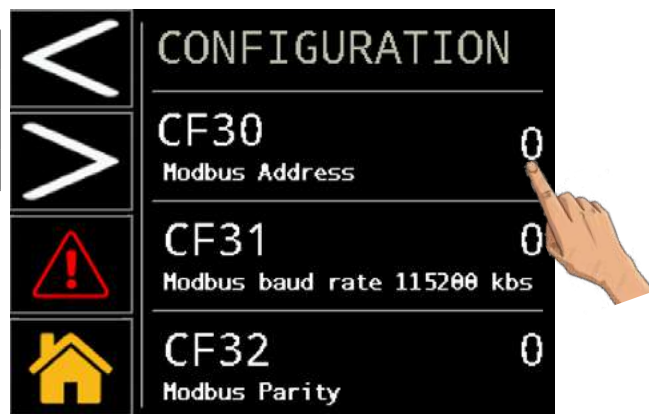 CONFIGURATION
CF30 0
Modbus Address
CF31 0
Modbus baud rate 115200 kbs
CF32 0
Modbus Parity